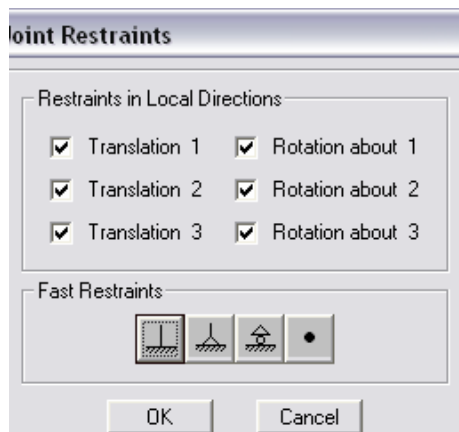 Joint Restraints
Restraints in Local Directions
Translation 1 Rotation about 1
Translation 2 Rotation about 2
Translation 3 Rotation about 3
Fast Restraints
OK Cancel